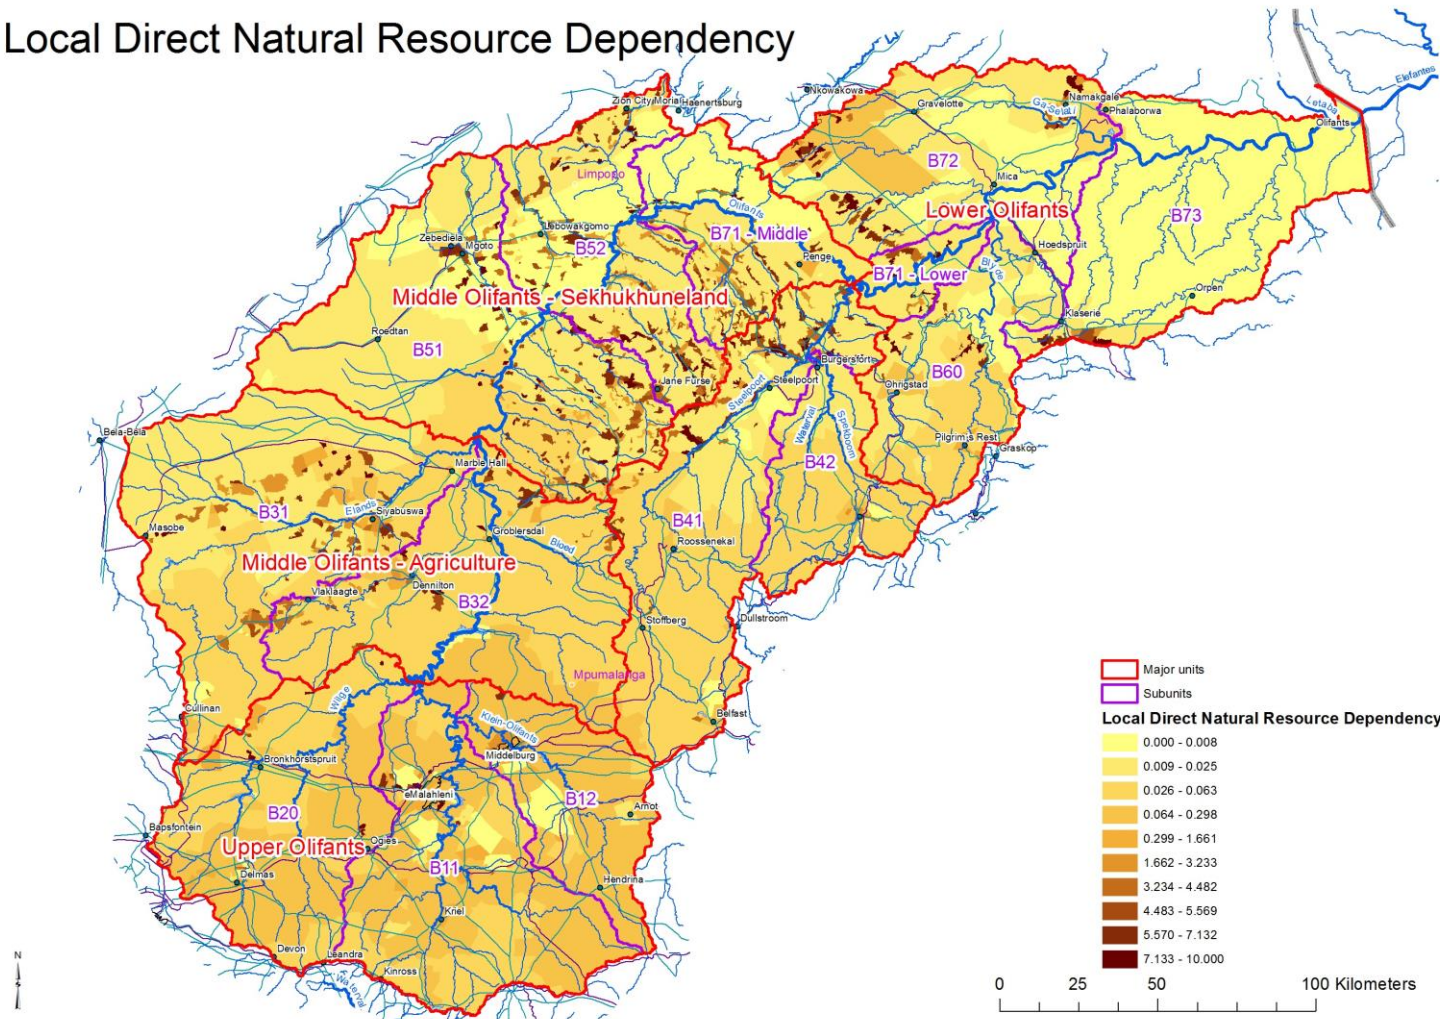 Local Direct Natural Resource Dependency
Zion City Moria
Haenertsburg
Nkowakowa
Gravelotte
Namakgale
Ga-Selati
Phalaborwa
Letaba
Olifants
Elefantes
Limpopo
B72
Mica
Lower Olifants
B73
Olifants
B71 - Middle
Lebowakgomo
Zebediela
Mgoto
B52
Penge
B71 - Lower
Hoedspruit
Blyde
Orpen
Klaserie
Middle Olifants - Sekhukhuneland
Roedtan
B51
Burgersfort
Steelpoort
Steelpoort
Jane Furse
B60
Ohrigstad
Waterval
Spekboom
Pilgrim's Rest
Graskop
B42
Bela-Bela
Marble Hall
B31
Elands
Siyabuswa
Masobe
Groblersdal
Bloed
B41
Roossenekal
Middle Olifants - Agriculture
Vlaklaagte
Dennilton
B32
Stoffberg
Dullstroom
Mpumalanga
Wilge
Cullinan
Klein-Olifants
Belfast
Middelburg
Bronkhorstspruit
eMalahleni
B20
B12
Arnot
Bapsfontein
Upper Olifants
Ogies
B11
Delmas
Hendrina
Kriel
Devon
Leandra
Kinross
Waterval
N
Major units
Subunits
Local Direct Natural Resource Dependency
0.000 - 0.008
0.009 - 0.025
0.026 - 0.063
0.064 - 0.298
0.299 - 1.661
1.662 - 3.233
3.234 - 4.482
4.483 - 5.569
5.570 - 7.132
7.133 - 10.000
0 25 50 100 Kilometers